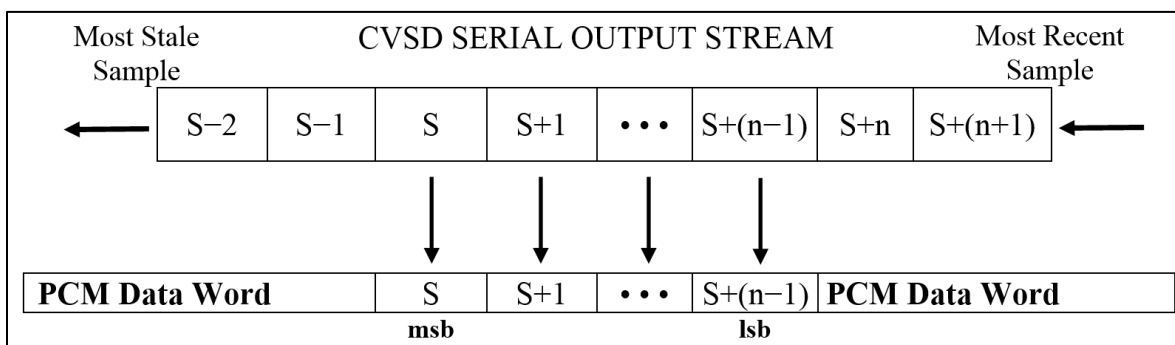 Most Stale Sample
CVSD SERIAL OUTPUT STREAM
Most Recent Sample
S−2 S−1 S S+1 ••• S+(n−1) S+n S+(n+1)
PCM Data Word S S+1 ••• S+(n−1) PCM Data Word
msb lsb